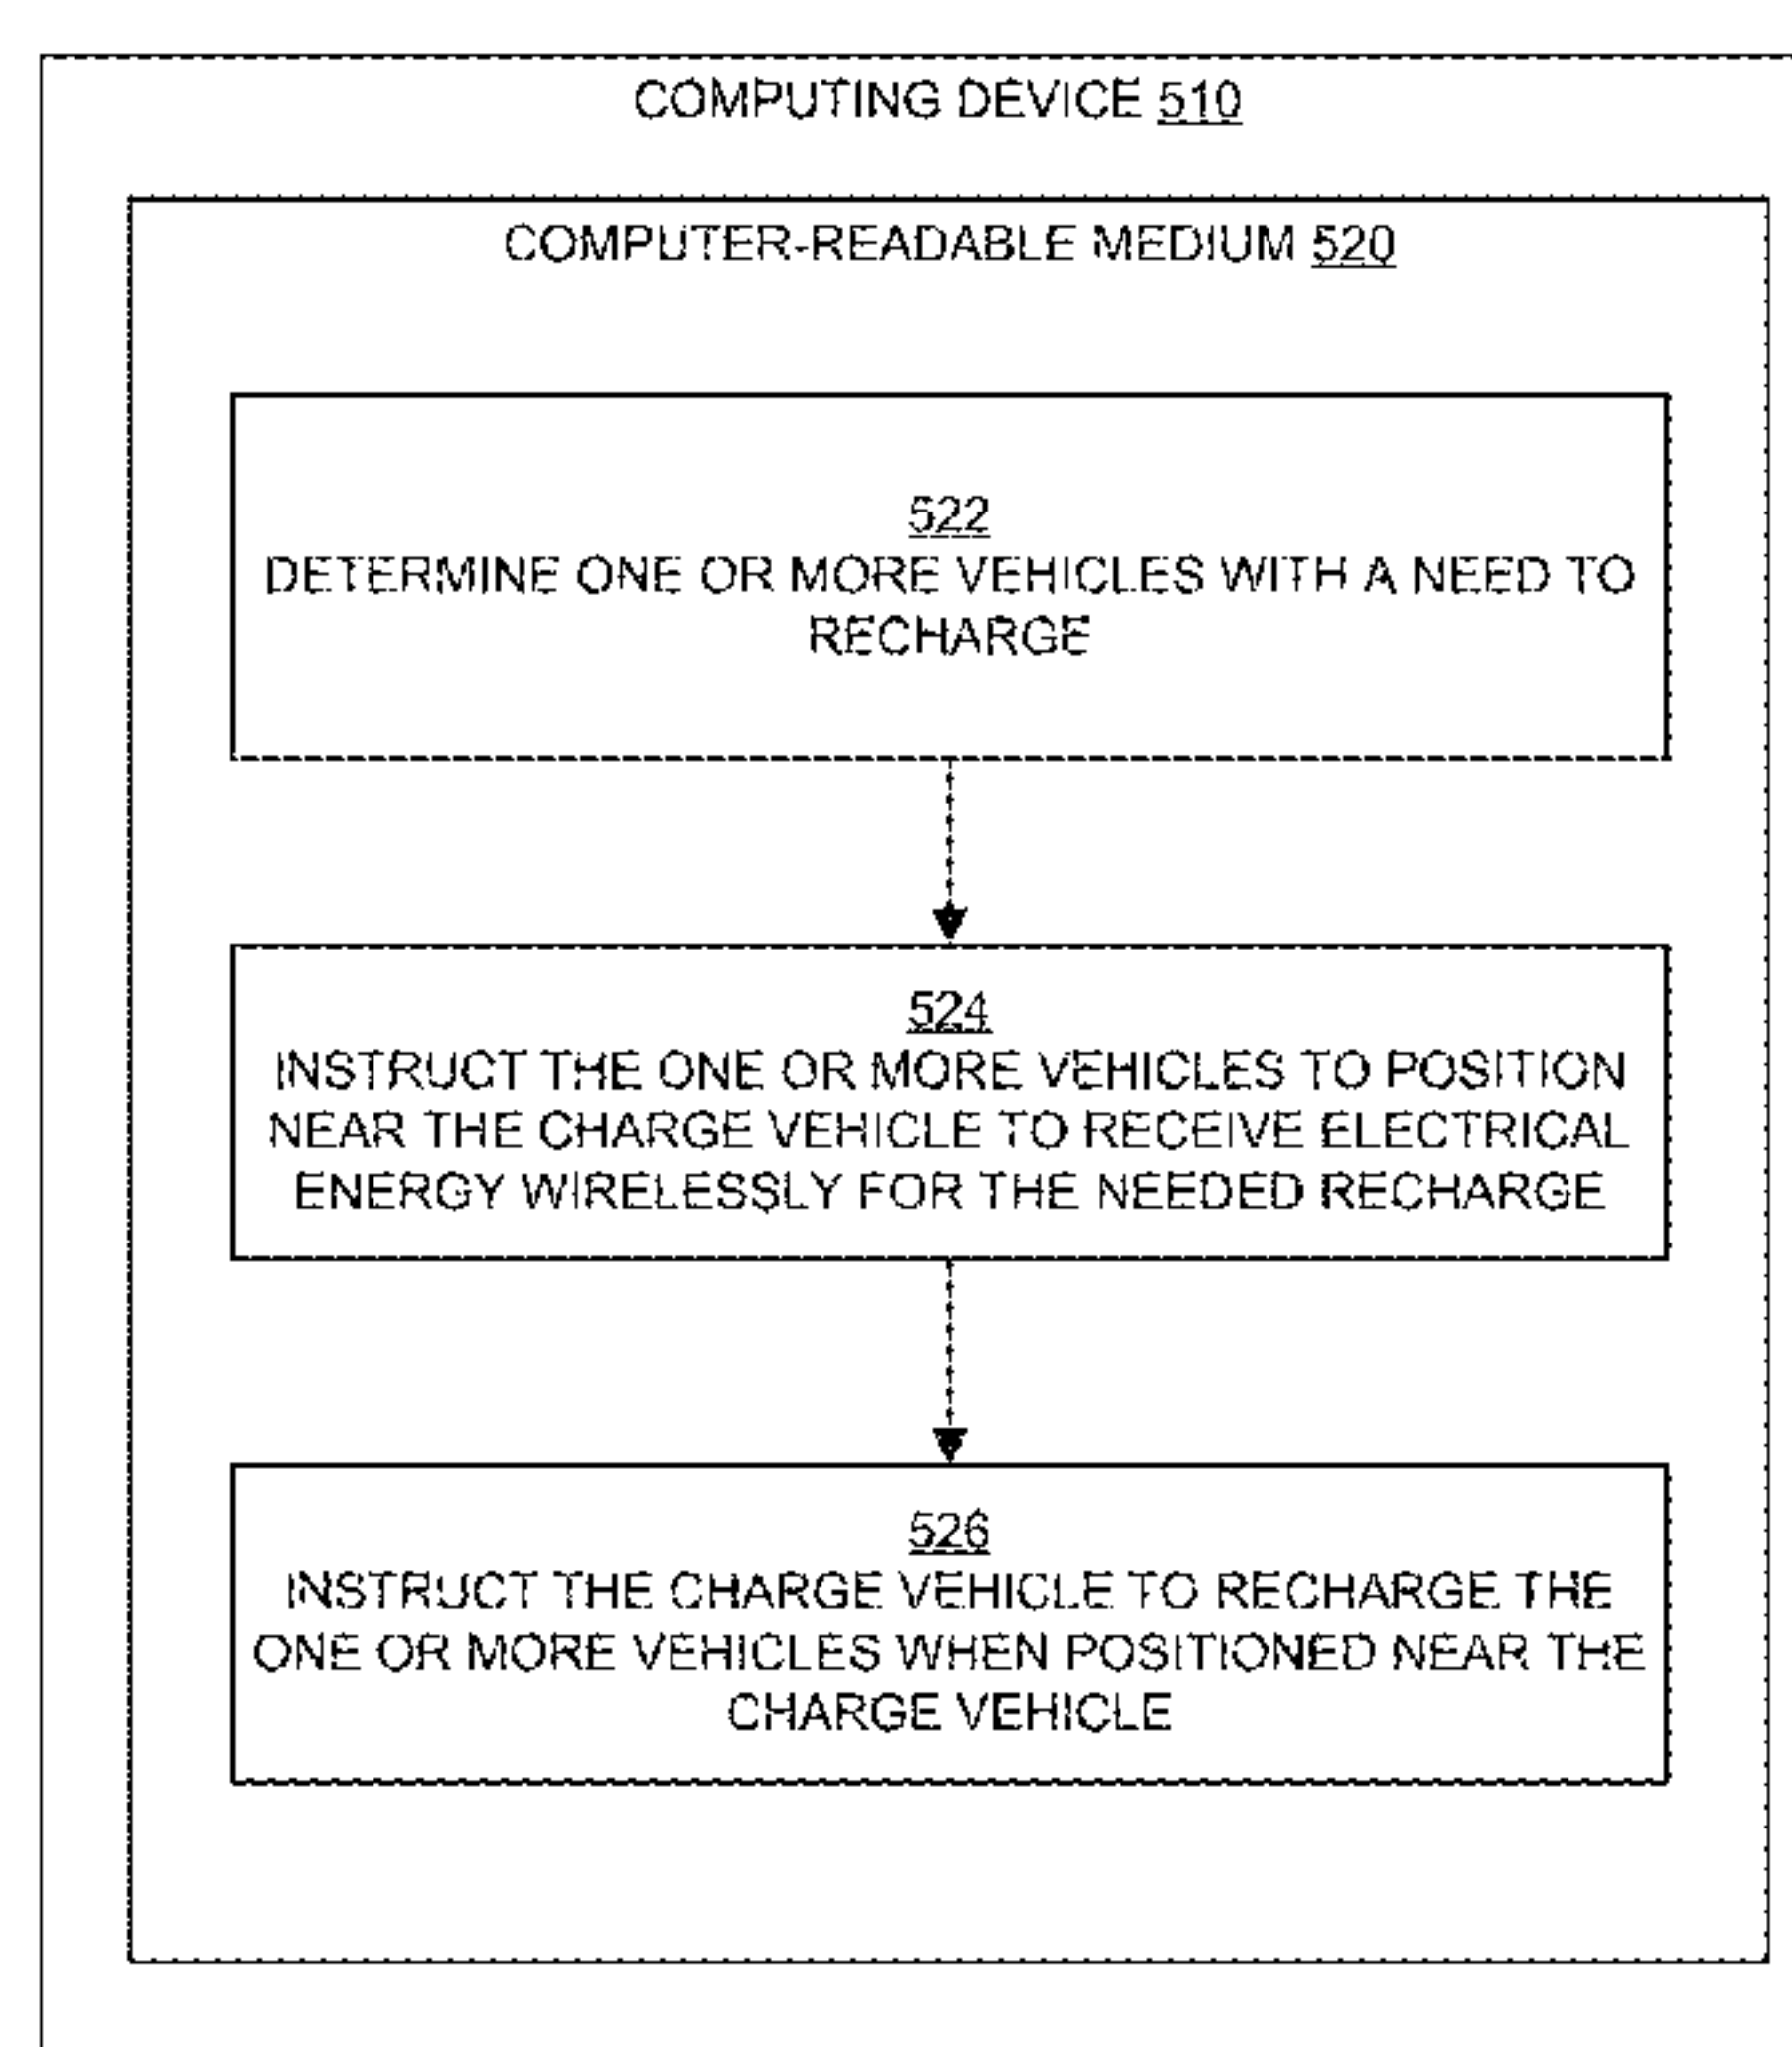 COMPUTING DEVICE 510
COMPUTER-READABLE MEDIUM 520
522
DETERMINE ONE OR MORE VEHICLES WITH A NEED TO
RECHARGE
524
INSTRUCT THE ONE OR MORE VEHICLES TO POSITION
NEAR THE CHARGE VEHICLE TO RECEIVE ELECTRICAL
ENERGY WIRELESSLY FOR THE NEEDED RECHARGE
526
INSTRUCT THE CHARGE VEHICLE TO RECHARGE THE
ONE OR MORE VEHICLES WHEN POSITIONED NEAR THE
CHARGE VEHICLE